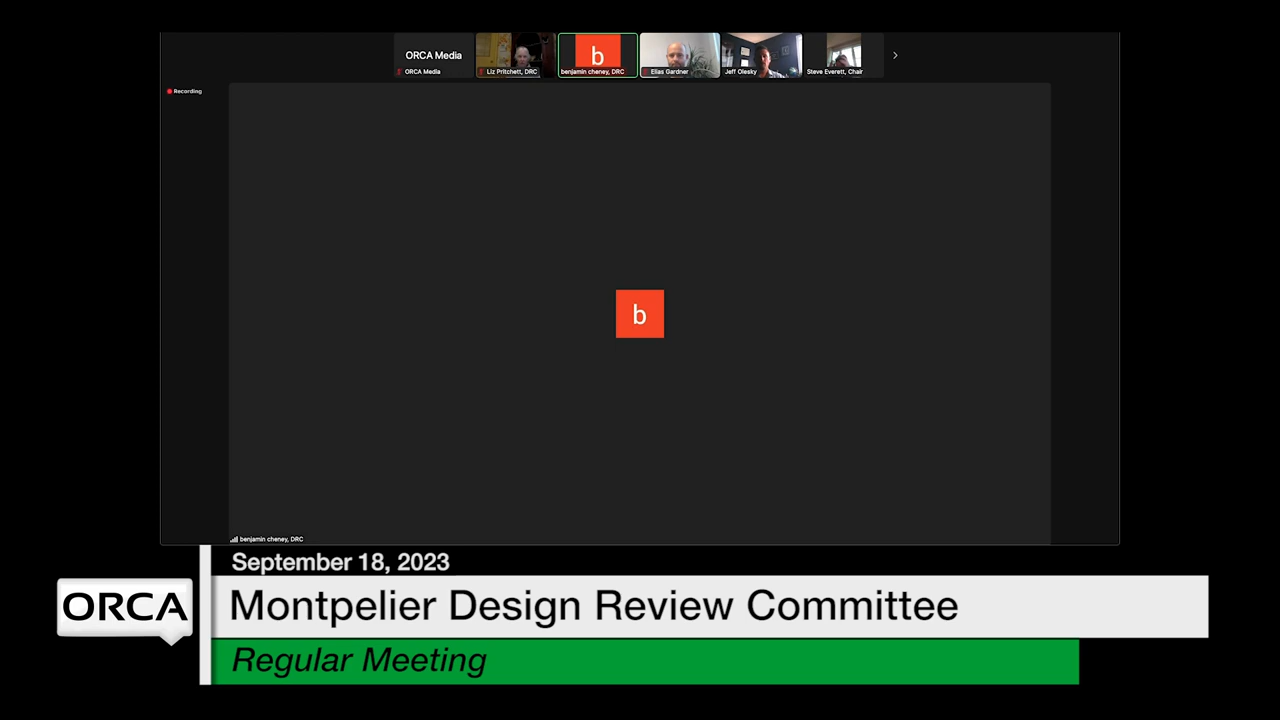 ORCA Media
ORCA Media
Liz Pritchett, DRC
b
benjamin cheney, DRC
Elias Gardner
Jeff Olesky
Steve Everett, Chair
Recording
b
benjamin cheney, DRC
September 18, 2023
ORCA
Montpelier Design Review Committee
Regular Meeting